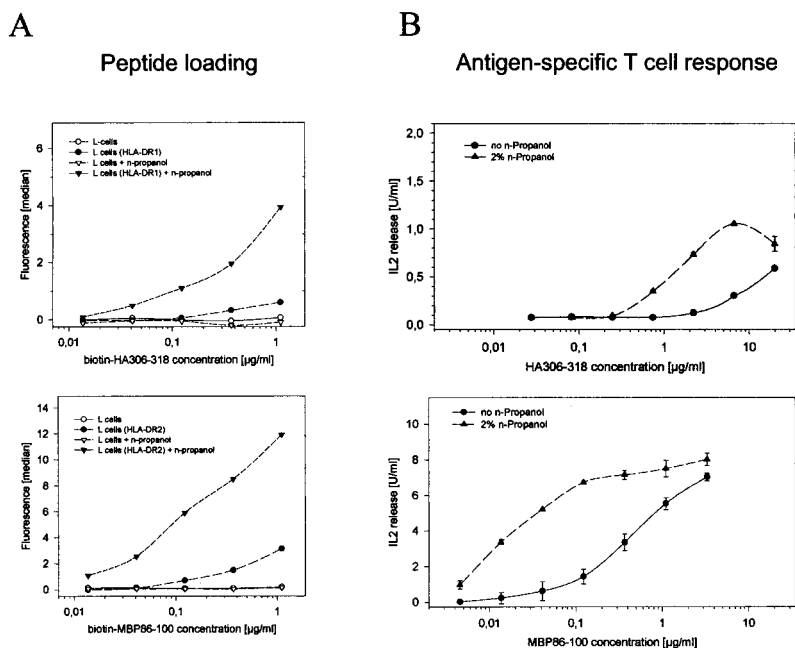 A
B
Peptide loading
Antigen-specific T cell response
6
4
2
0
Fluorescence [median]
L-cells
L cells (HLA-DR1)
L cells + n-propanol
L cells (HLA-DR1) + n-propanol
0,01
0,1
1
biotin-HA306-318 concentration [µg/ml]
2,0
1,5
1,0
0,5
0,0
IL2 release [U/ml]
no n-Propanol
2% n-Propanol
0,01
0,1
1
10
HA306-318 concentration [µg/ml]
14
12
10
8
6
4
2
0
Fluorescence [median]
L cells
L cells (HLA-DR2)
L cells + n-propanol
L cells (HLA-DR2) + n-propanol
0,01
0,1
1
biotin-MBP86-100 concentration [µg/ml]
10
8
6
4
2
0
IL2 release [U/ml]
no n-Propanol
2% n-Propanol
0,01
0,1
1
10
MBP86-100 concentration [µg/ml]